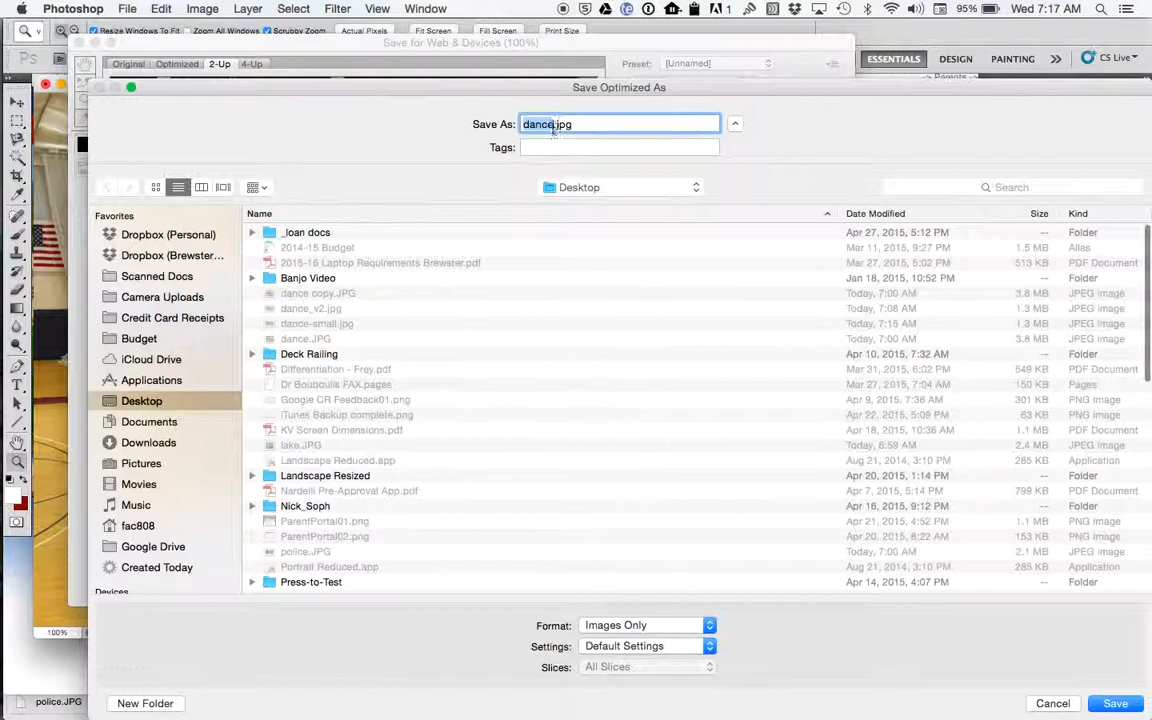 Photoshop File Edit Image Layer Select Filter View Window 1 95% Wed 7:17 AM
Resize Windows To Fit Zoom All Windows Scrubby Zoom Actual Pixels Fit Screen Fill Screen Print Size
Save for Web & Devices (100%)
Ps ESSENTIALS DESIGN PAINTING CS Live
Original Optimized 2-Up 4-Up Preset: [Unnamed]
Parents
Save Optimized As
Save As: dance.jpg
Tags:
Desktop Search
Favorites Name Date Modified Size Kind
Dropbox (Personal) _loan docs Apr 27, 2015, 5:12 PM -- Folder
2014-15 Budget Mar 11, 2015, 9:27 PM 1.5 MB Alias
Dropbox (Brewster... 2015-16 Laptop Requirements Brewster.pdf Mar 27, 2015, 5:02 PM 513 KB PDF Document
Scanned Docs Banjo Video Jan 18, 2015, 10:52 PM -- Folder
Camera Uploads dance copy.JPG Today, 7:00 AM 3.8 MB JPEG image
dance_v2.jpg Today, 7:08 AM 1.3 MB JPEG image
Credit Card Receipts dance-small.jpg Today, 7:15 AM 1.3 MB JPEG image
Budget dance.JPG Today, 7:00 AM 3.8 MB JPEG image
iCloud Drive Deck Railing Apr 10, 2015, 7:32 AM -- Folder
Differentiation - Frey.pdf Mar 31, 2015, 6:02 PM 549 KB PDF Document
Applications Dr Bouboulis FAX.pages Mar 27, 2015, 7:04 AM 150 KB Pages
Desktop Google CR Feedback01.png Apr 9, 2015, 7:36 AM 301 KB PNG image
iTunes Backup complete.png Apr 22, 2015, 5:09 PM 63 KB PNG image
Documents KV Screen Dimensions.pdf Apr 18, 2015, 10:36 AM 1.1 MB PDF Document
Downloads lake.JPG Today, 6:59 AM 2.4 MB JPEG image
Pictures Landscape Reduced.app Aug 21, 2014, 3:10 PM 285 KB Application
Movies Landscape Resized Apr 20, 2015, 1:14 PM -- Folder
Nardelli Pre-Approval App.pdf Apr 7, 2015, 5:14 PM 799 KB PDF Document
Music Nick_Soph Apr 16, 2015, 9:12 PM -- Folder
fac808 ParentPortal01.png Apr 21, 2015, 4:52 PM 1.1 MB PNG image
ParentPortal02.png Apr 20, 2015, 8:22 AM 153 KB PNG image
Google Drive police.JPG Today, 7:00 AM 2.1 MB JPEG image
Created Today Portrait Reduced.app Aug 21, 2014, 3:10 PM 285 KB Application
Press-to-Test Apr 14, 2015, 4:07 PM -- Folder
Devices
Format: Images Only
100%
Settings: Default Settings
Slices: All Slices
police.JPG New Folder Cancel Save